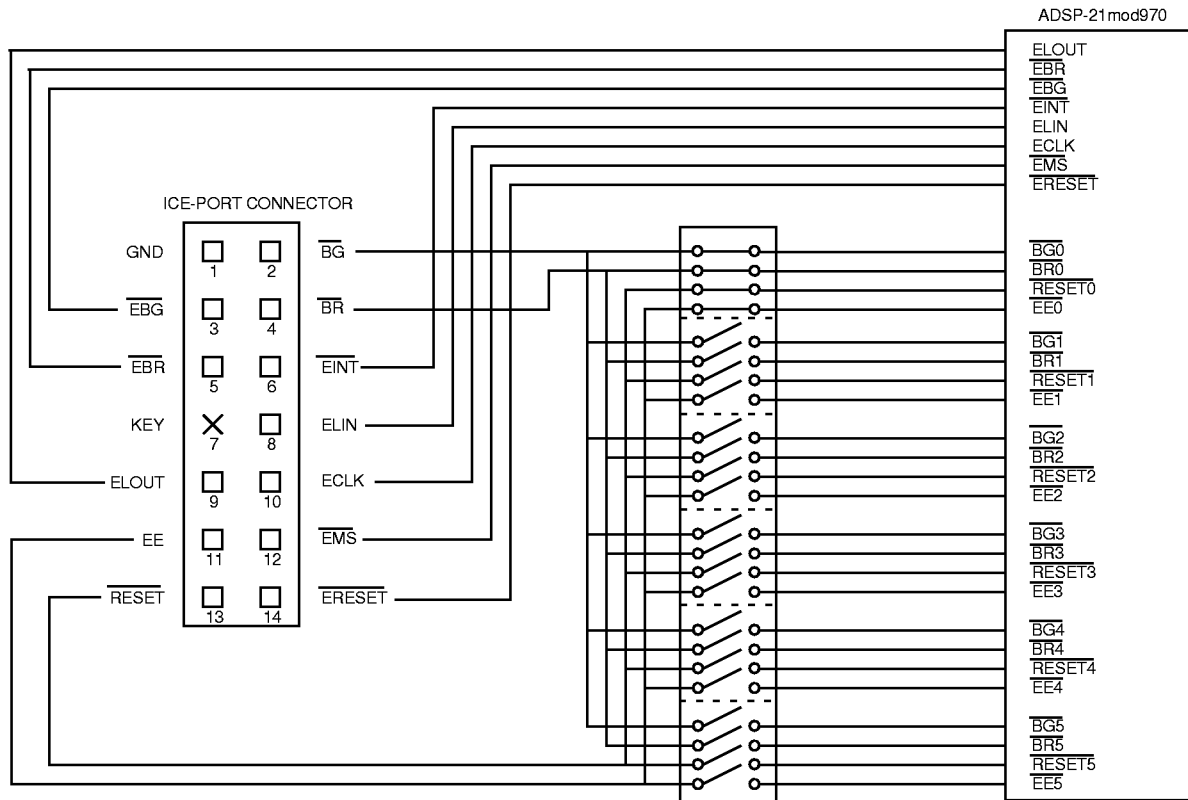 ADSP-21mod970
ELOUT
EBR
EBG
EINT
ELIN
ECLK
EMS
ERESET
ICE-PORT CONNECTOR
GND 1 2 BG
EBG 3 4 BR
EBR 5 6 EINT
KEY 7 8 ELIN
ELOUT 9 10 ECLK
EE 11 12 EMS
RESET 13 14 ERESET
BG0
BR0
RESET0
EE0
BG1
BR1
RESET1
EE1
BG2
BR2
RESET2
EE2
BG3
BR3
RESET3
EE3
BG4
BR4
RESET4
EE4
BG5
BR5
RESET5
EE5